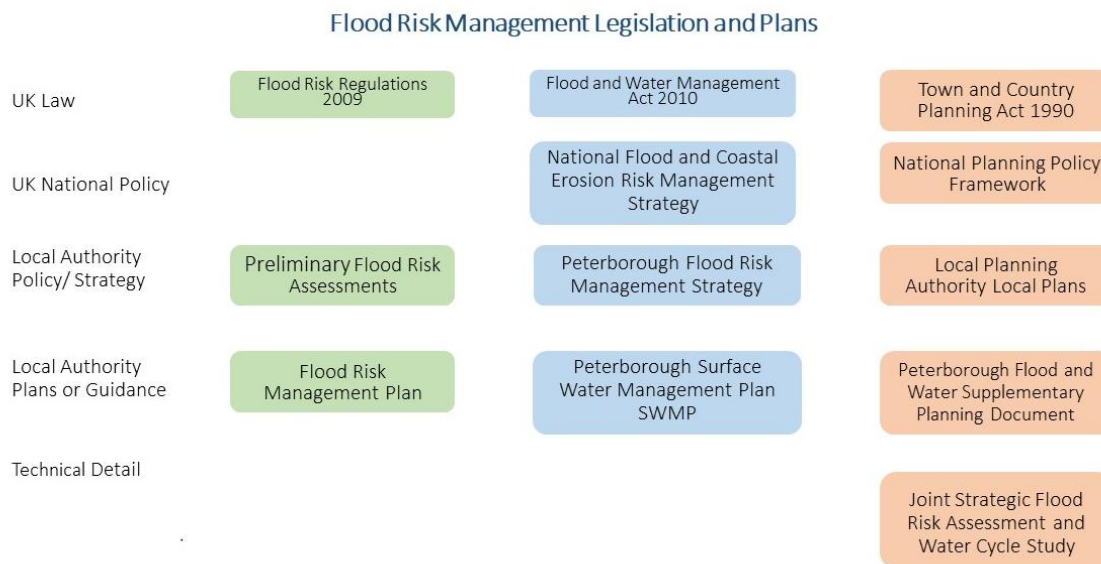 Flood Risk Management Legislation and Plans
UK Law
Flood Risk Regulations
2009
Flood and Water Management
Act 2010
Town and Country
Planning Act 1990
UK National Policy
National Flood and Coastal
Erosion Risk Management
Strategy
National Planning Policy
Framework
Local Authority
Policy/ Strategy
Preliminary Flood Risk
Assessments
Peterborough Flood Risk
Management Strategy
Local Planning
Authority Local Plans
Local Authority
Plans or Guidance
Flood Risk
Management Plan
Peterborough Surface
Water Management Plan
SWMP
Peterborough Flood and
Water Supplementary
Planning Document
Technical Detail
.
Joint Strategic Flood
Risk Assessment and
Water Cycle Study